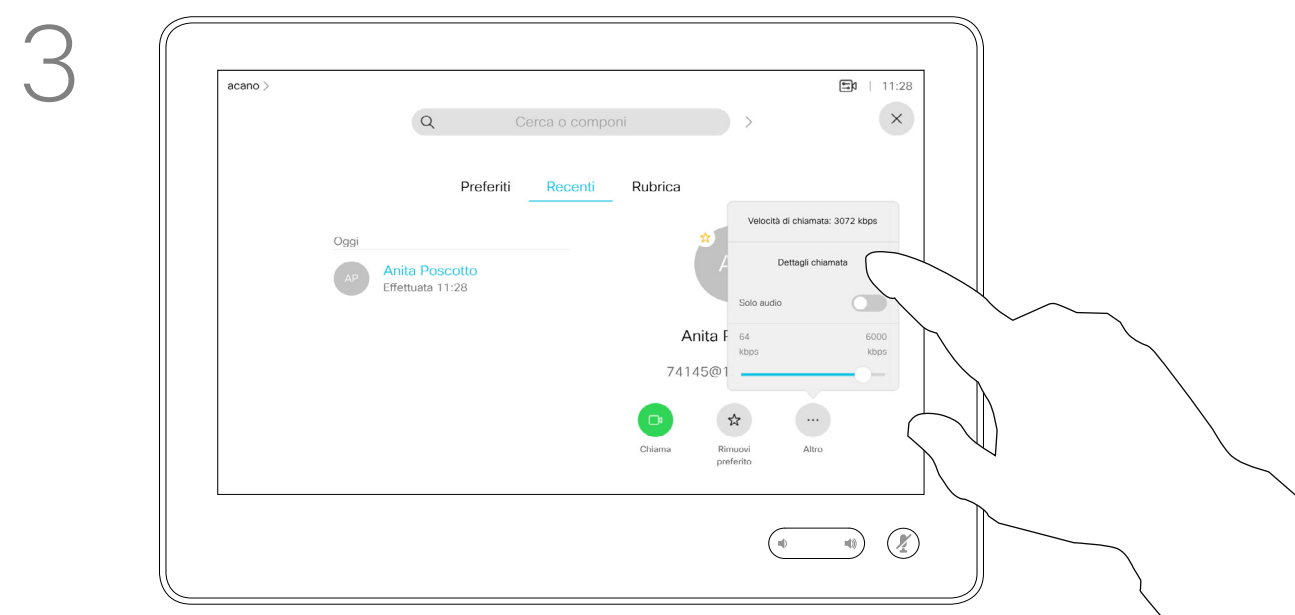 3
acano >
11:28
Cerca o componi
Preferiti Recenti Rubrica
Velocità di chiamata: 3072 kbps
Oggi
Dettagli chiamata
AP
Anita Poscotto
Effettuata 11:28
Solo audio
Anita
64 6000
kbps kbps
74145@1
Chiama Rimuovi Altro
preferito